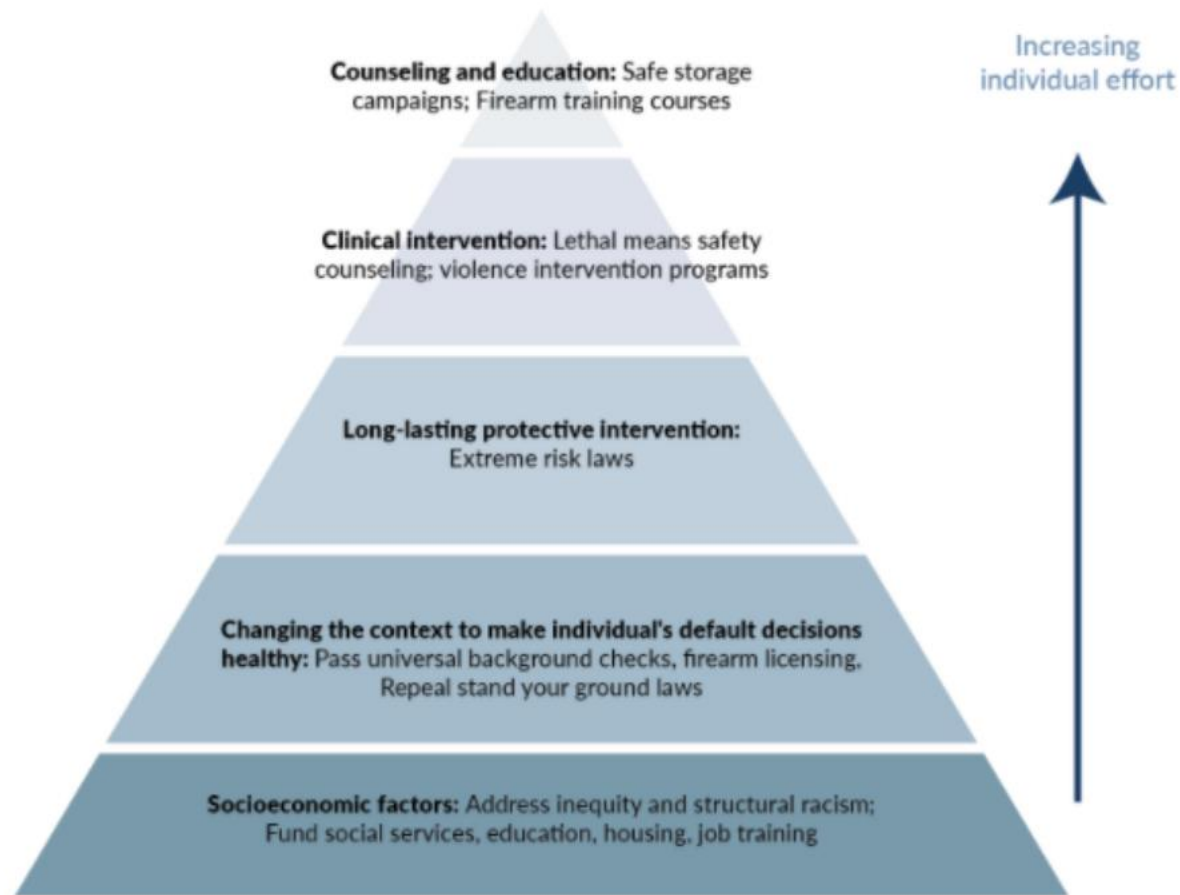 Increasing
individual effort
Counseling and education: Safe storage
campaigns; Firearm training courses
Clinical intervention: Lethal means safety
counseling; violence intervention programs
Long-lasting protective intervention:
Extreme risk laws
Changing the context to make individual's default decisions
healthy: Pass universal background checks, firearm licensing,
Repeal stand your ground laws
Socioeconomic factors: Address inequity and structural racism;
Fund social services, education, housing, job training